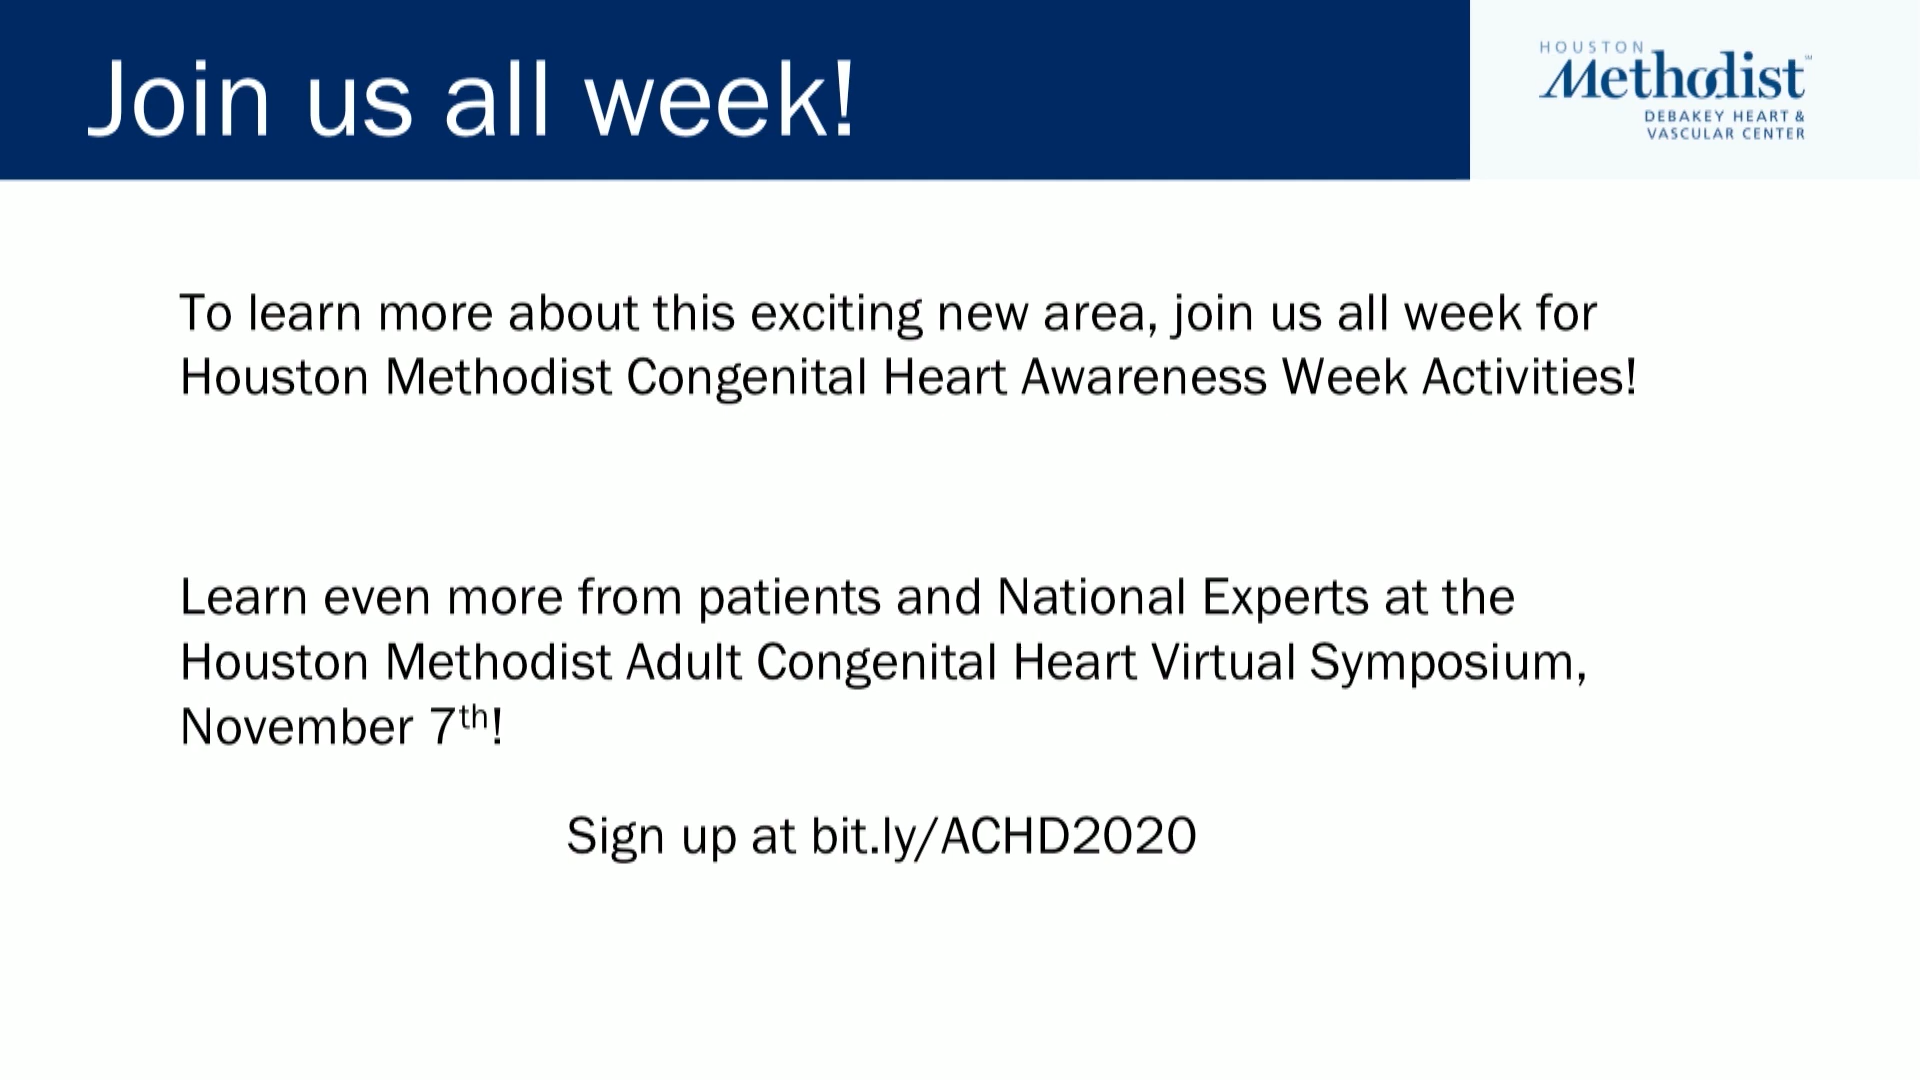 Join us all week!
HOUSTON
Methodist℠
DEBAKEY HEART &
VASCULAR CENTER
To learn more about this exciting new area, join us all week for
Houston Methodist Congenital Heart Awareness Week Activities!
Learn even more from patients and National Experts at the
Houston Methodist Adult Congenital Heart Virtual Symposium,
November 7th!
Sign up at bit.ly/ACHD2020